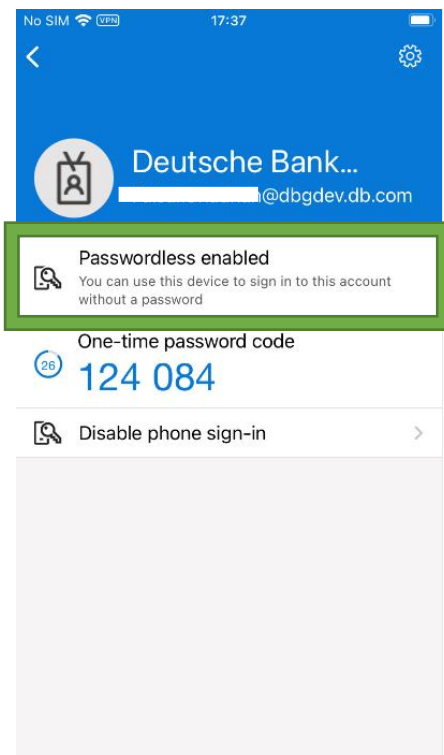 No SIM VPN 17:37
Deutsche Bank...
@dbgdev.db.com
Passwordless enabled
You can use this device to sign in to this account
without a password
One-time password code
26
124 084
Disable phone sign-in